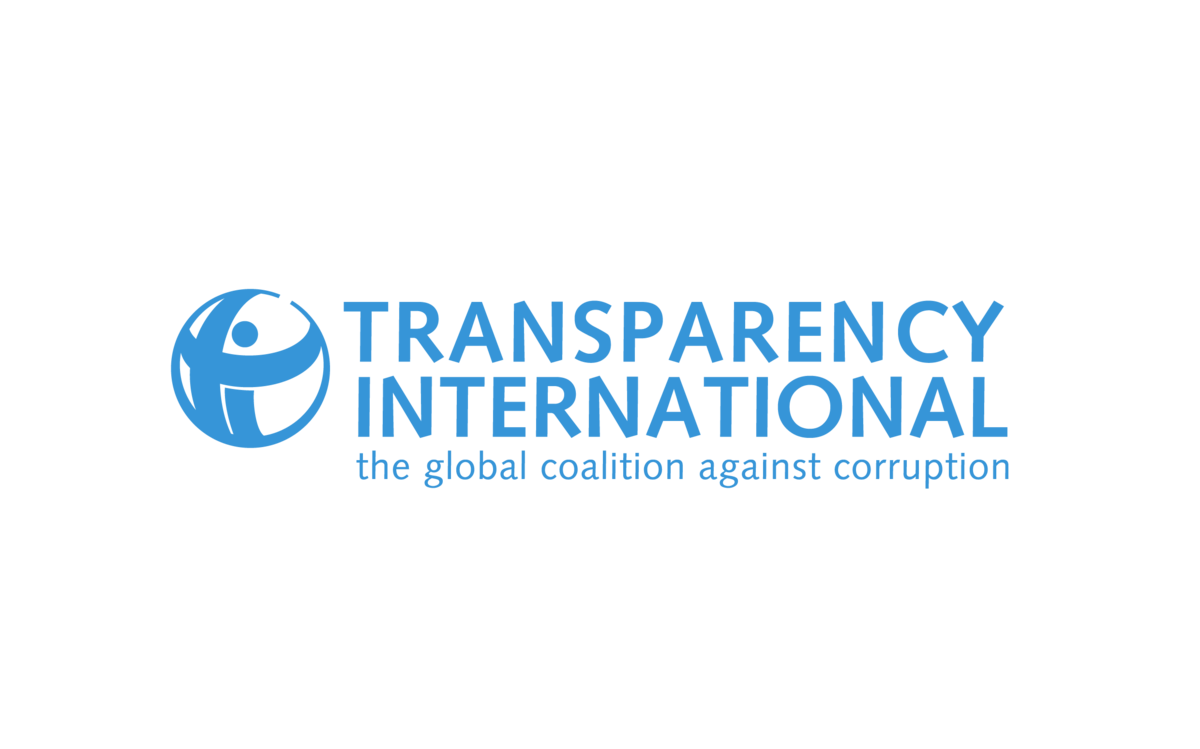 TRANSPARENCY
INTERNATIONAL
the global coalition against corruption